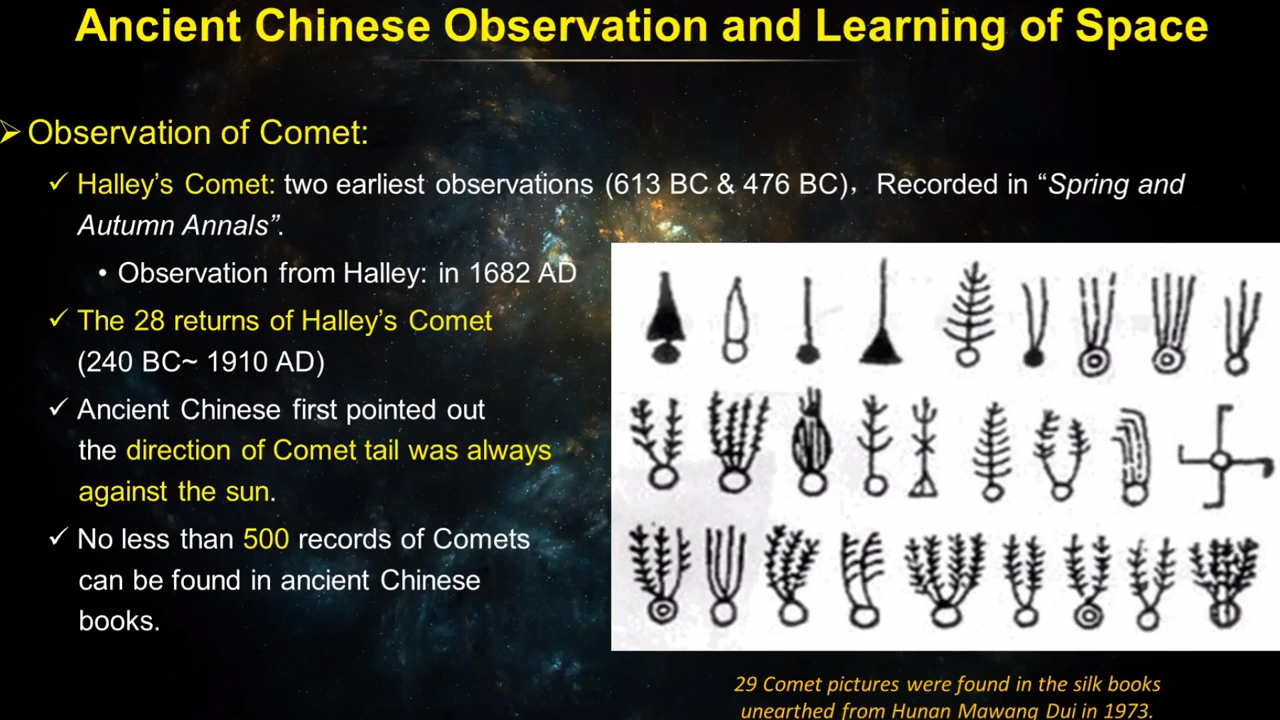 Ancient Chinese Observation and Learning of Space
➢ Observation of Comet:
✓ Halley’s Comet: two earliest observations (613 BC & 476 BC)，Recorded in “Spring and
Autumn Annals”.
• Observation from Halley: in 1682 AD
✓ The 28 returns of Halley’s Comet
(240 BC~ 1910 AD)
✓ Ancient Chinese first pointed out
the direction of Comet tail was always
against the sun.
✓ No less than 500 records of Comets
can be found in ancient Chinese
books.
29 Comet pictures were found in the silk books
unearthed from Hunan Mawang Dui in 1973.